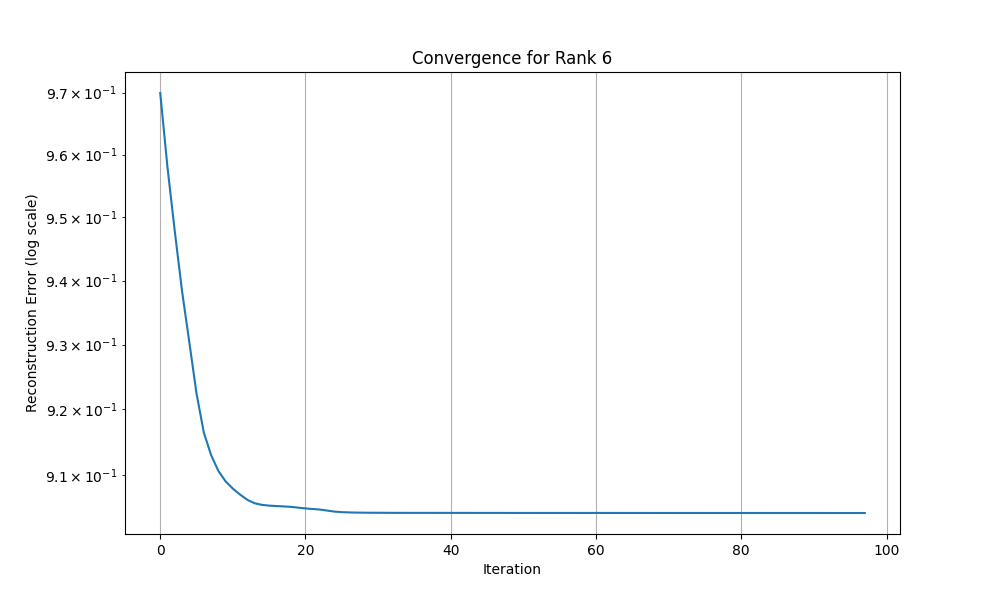 Convergence for Rank 6
Reconstruction Error (log scale)
9.7 × 10⁻¹
9.6 × 10⁻¹
9.5 × 10⁻¹
9.4 × 10⁻¹
9.3 × 10⁻¹
9.2 × 10⁻¹
9.1 × 10⁻¹
0 20 40 60 80 100
Iteration